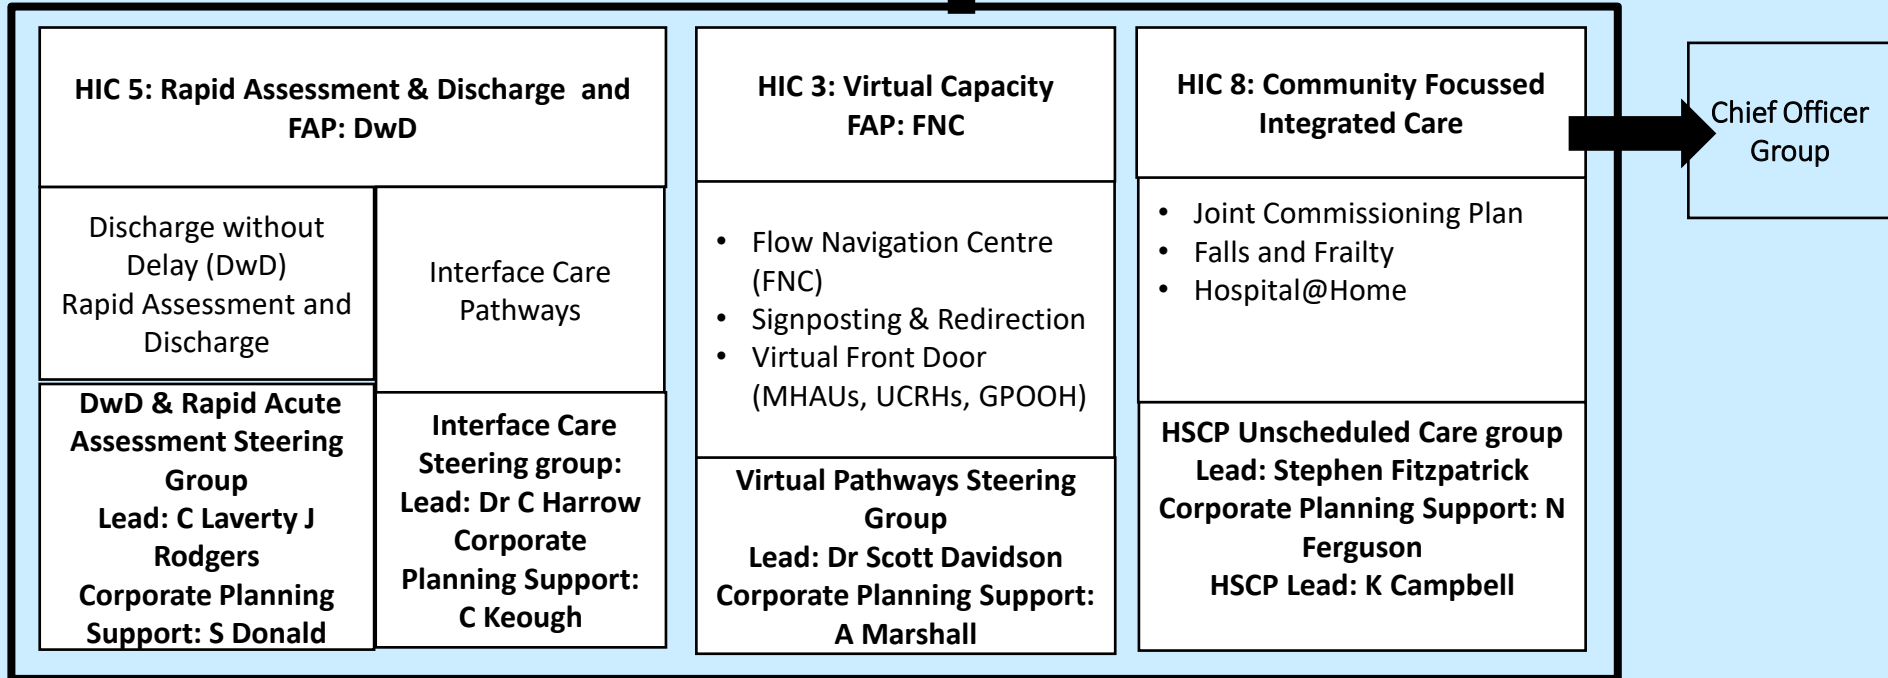 HIC 5: Rapid Assessment & Discharge and
FAP: DwD
Discharge without
Delay (DwD)
Rapid Assessment and
Discharge
Interface Care
Pathways
DwD & Rapid Acute
Assessment Steering
Group
Lead: C Laverty J
Rodgers
Corporate Planning
Support: S Donald
Interface Care
Steering group:
Lead: Dr C Harrow
Corporate
Planning Support:
C Keough
HIC 3: Virtual Capacity
FAP: FNC
• Flow Navigation Centre
(FNC)
• Signposting & Redirection
• Virtual Front Door
(MHAUs, UCRHs, GPOOH)
Virtual Pathways Steering
Group
Lead: Dr Scott Davidson
Corporate Planning Support:
A Marshall
HIC 8: Community Focussed
Integrated Care
• Joint Commissioning Plan
• Falls and Frailty
• Hospital@Home
HSCP Unscheduled Care group
Lead: Stephen Fitzpatrick
Corporate Planning Support: N
Ferguson
HSCP Lead: K Campbell
Chief Officer
Group